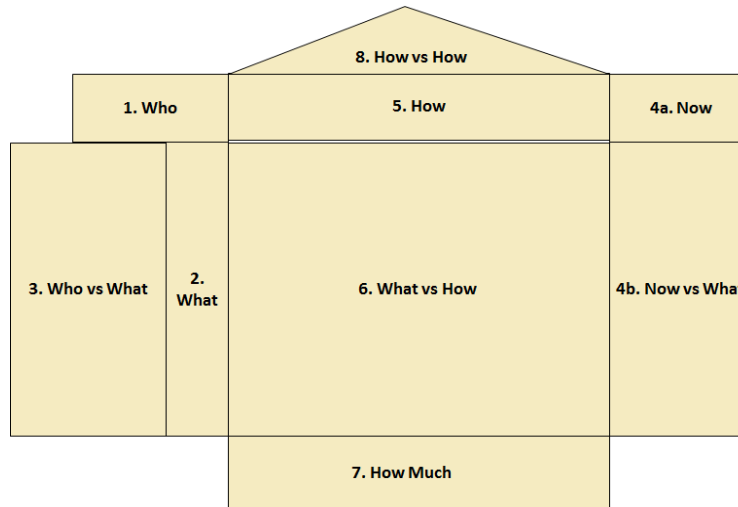 8. How vs How
1. Who
5. How
4a. Now
3. Who vs What
2.
What
6. What vs How
4b. Now vs What
7. How Much